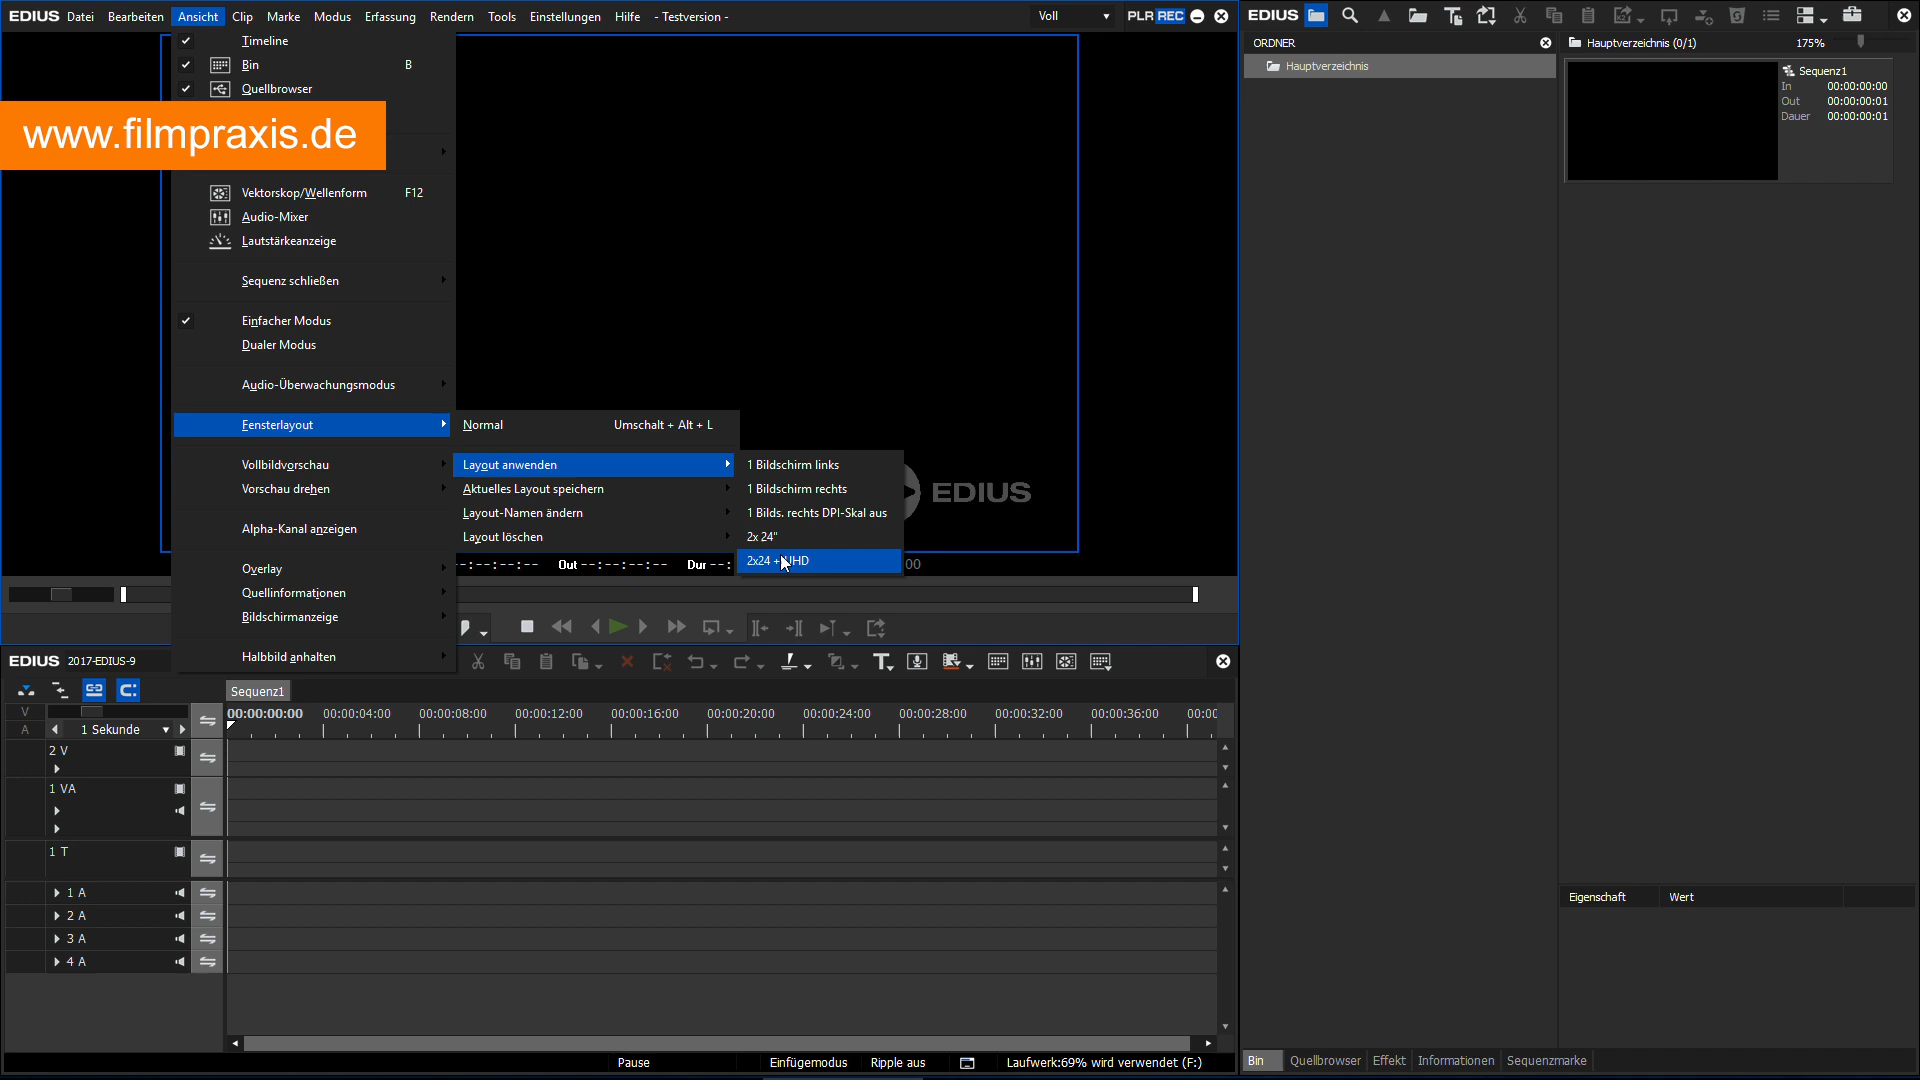 EDIUS Datei Bearbeiten Ansicht Clip Marke Modus Erfassung Rendern Tools Einstellungen Hilfe - Testversion - Voll PLR REC
Timeline
Bin B
Quellbrowser
www.filmpraxis.de
Vektorskop/Wellenform F12
Audio-Mixer
Lautstärkeanzeige
Sequenz schließen
Einfacher Modus
Dualer Modus
Audio-Überwachungsmodus
Fensterlayout
Vollbildvorschau
Vorschau drehen
Alpha-Kanal anzeigen
Overlay
Quellinformationen
Bildschirmanzeige
Halbbild anhalten
Normal Umschalt + Alt + L
Layout anwenden
Aktuelles Layout speichern
Layout-Namen ändern
Layout löschen
1 Bildschirm links
1 Bildschirm rechts
1 Bilds. rechts DPI-Skal aus
2x 24"
2x24 + UHD
EDIUS
--:--:-- Out --:--:--:-- Dur --: 00
EDIUS 2017-EDIUS-9
Sequenz1
V
A
1 Sekunde
00:00:00:00 00:00:04:00 00:00:08:00 00:00:12:00 00:00:16:00 00:00:20:00 00:00:24:00 00:00:28:00 00:00:32:00 00:00:36:00 00:00
2 V
1 VA
1 T
1 A
2 A
3 A
4 A
Pause Einfügemodus Ripple aus Laufwerk:69% wird verwendet (F:)
EDIUS
ORDNER
Hauptverzeichnis
Hauptverzeichnis (0/1) 175%
Sequenz1
In 00:00:00:00
Out 00:00:00:01
Dauer 00:00:00:01
Eigenschaft Wert
Bin Quellbrowser Effekt Informationen Sequenzmarke